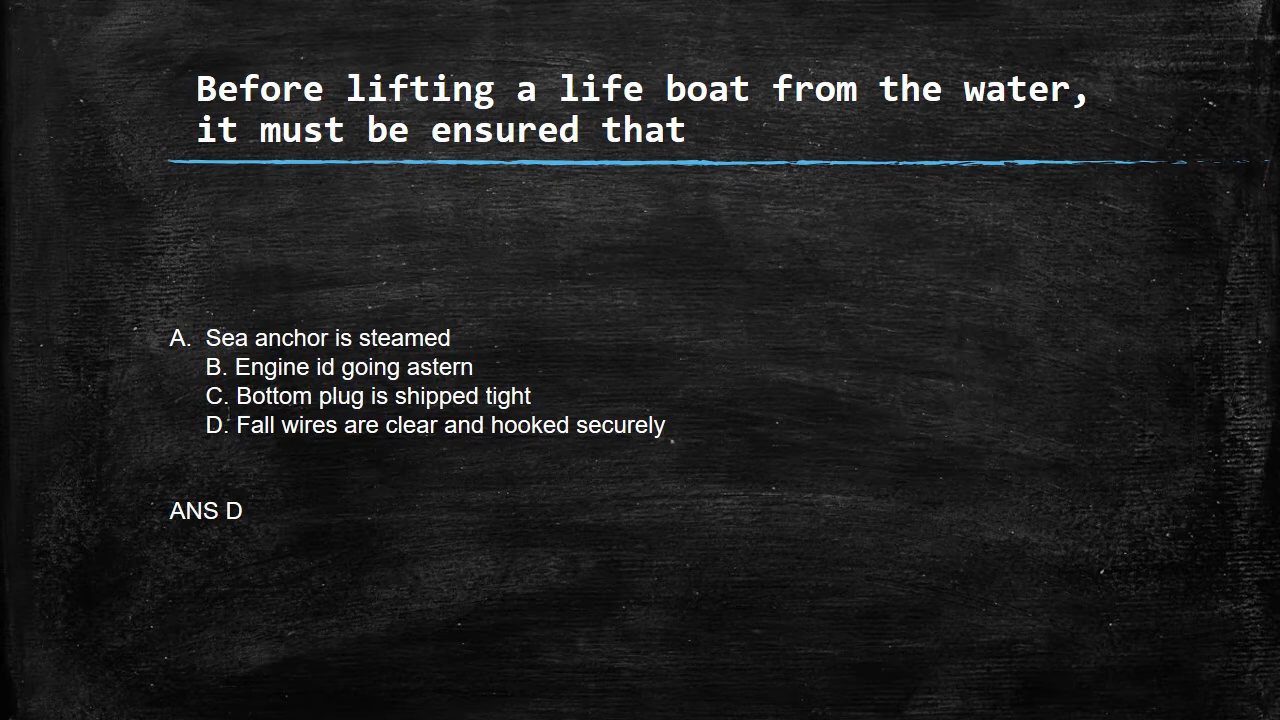 Before lifting a life boat from the water,
it must be ensured that
A. Sea anchor is steamed
B. Engine id going astern
C. Bottom plug is shipped tight
D. Fall wires are clear and hooked securely
ANS D